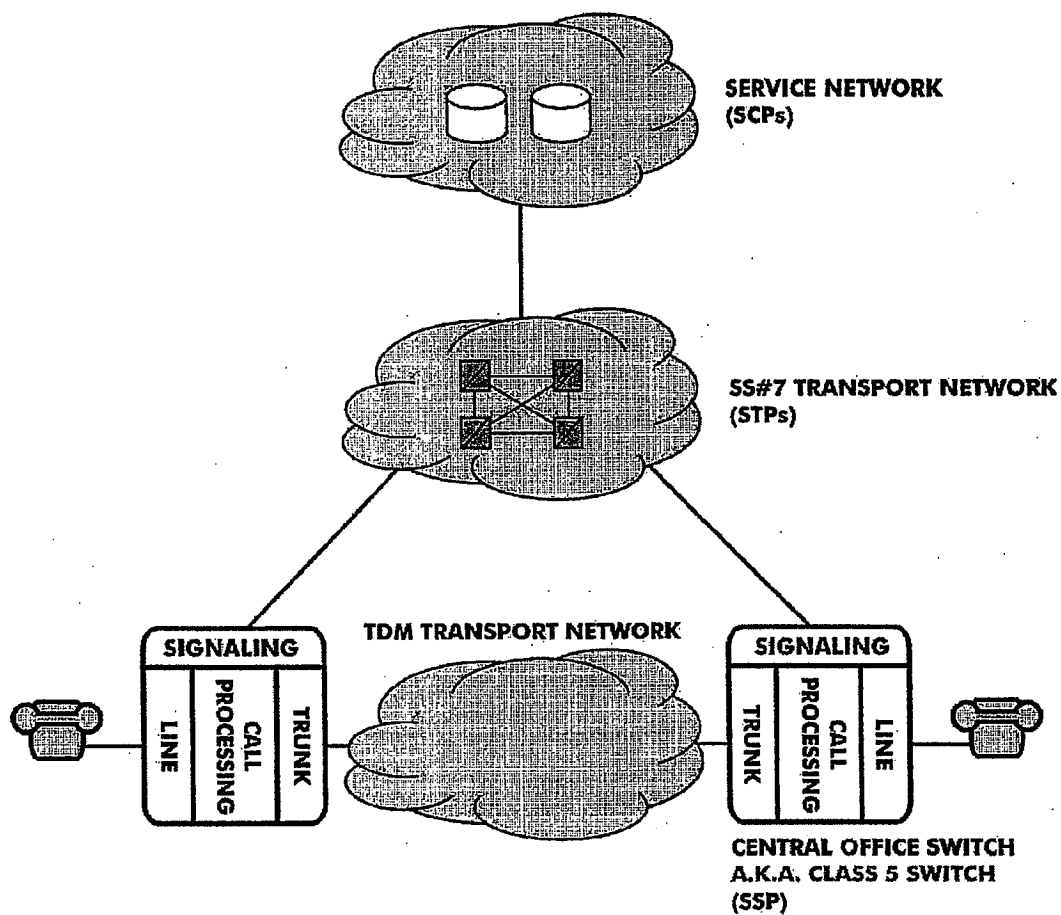 SERVICE NETWORK
(SCPs)
SS#7 TRANSPORT NETWORK
(STPs)
TDM TRANSPORT NETWORK
SIGNALING
LINE
CALL
PROCESSING
TRUNK
SIGNALING
TRUNK
CALL
PROCESSING
LINE
CENTRAL OFFICE SWITCH
A.K.A. CLASS 5 SWITCH
(SSP)